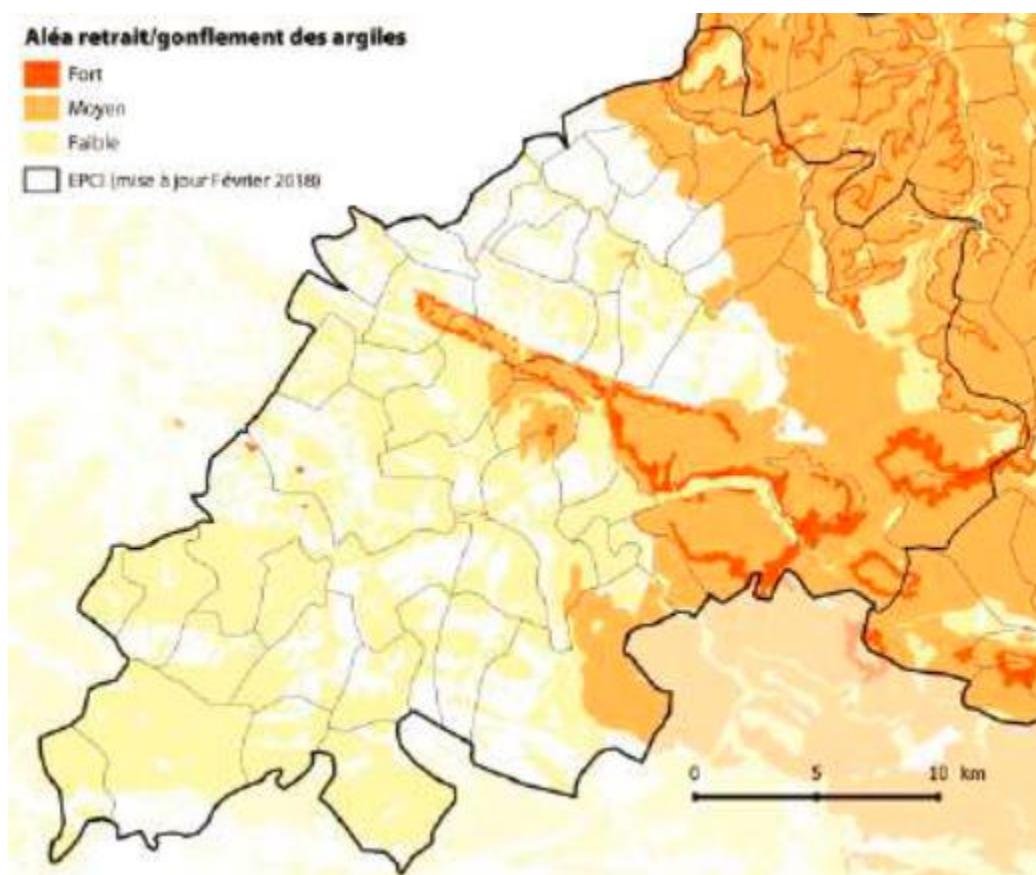 Aléa retrait/gonflement des argiles
Fort
Moyen
Faible
EPCI (mise à jour Février 2018)
0 5 10 km